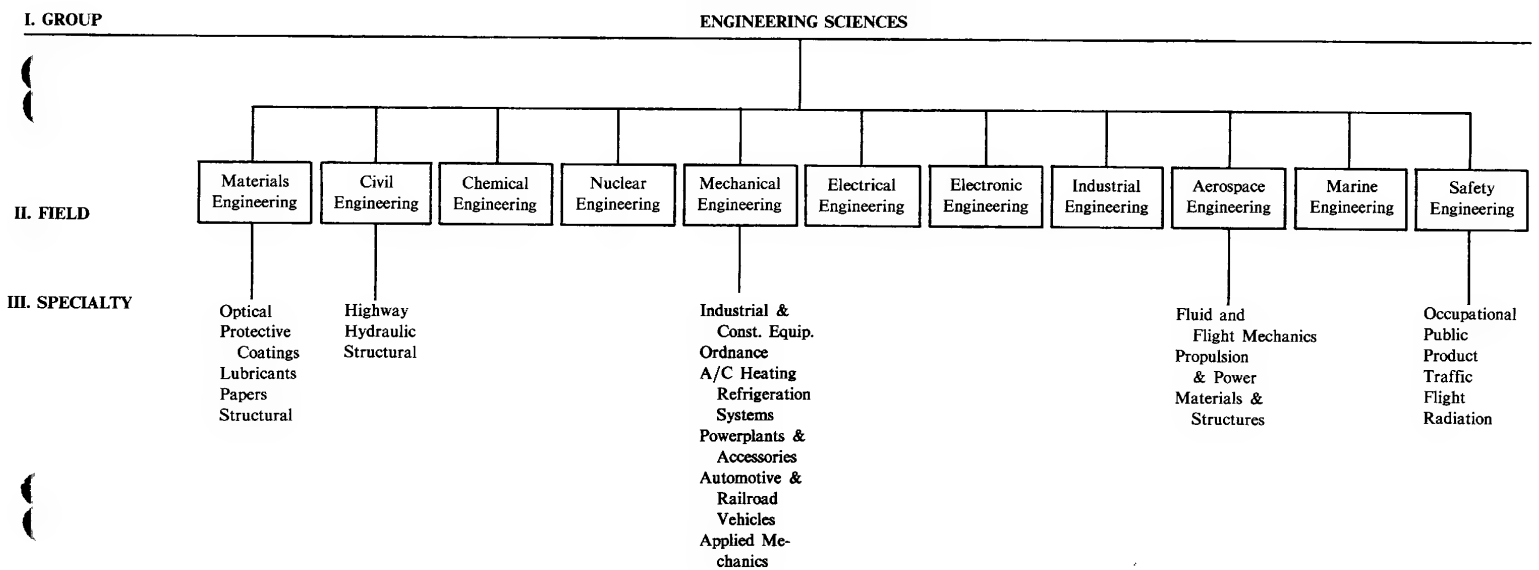 I. GROUP
ENGINEERING SCIENCES
II. FIELD
Materials
Engineering
Civil
Engineering
Chemical
Engineering
Nuclear
Engineering
Mechanical
Engineering
Electrical
Engineering
Electronic
Engineering
Industrial
Engineering
Aerospace
Engineering
Marine
Engineering
Safety
Engineering
III. SPECIALTY
Optical
Protective
Coatings
Lubricants
Papers
Structural
Highway
Hydraulic
Structural
Industrial &
Const. Equip.
Ordnance
A/C Heating
Refrigeration
Systems
Powerplants &
Accessories
Automotive &
Railroad
Vehicles
Applied Me-
chanics
Fluid and
Flight Mechanics
Propulsion
& Power
Materials &
Structures
Occupational
Public
Product
Traffic
Flight
Radiation